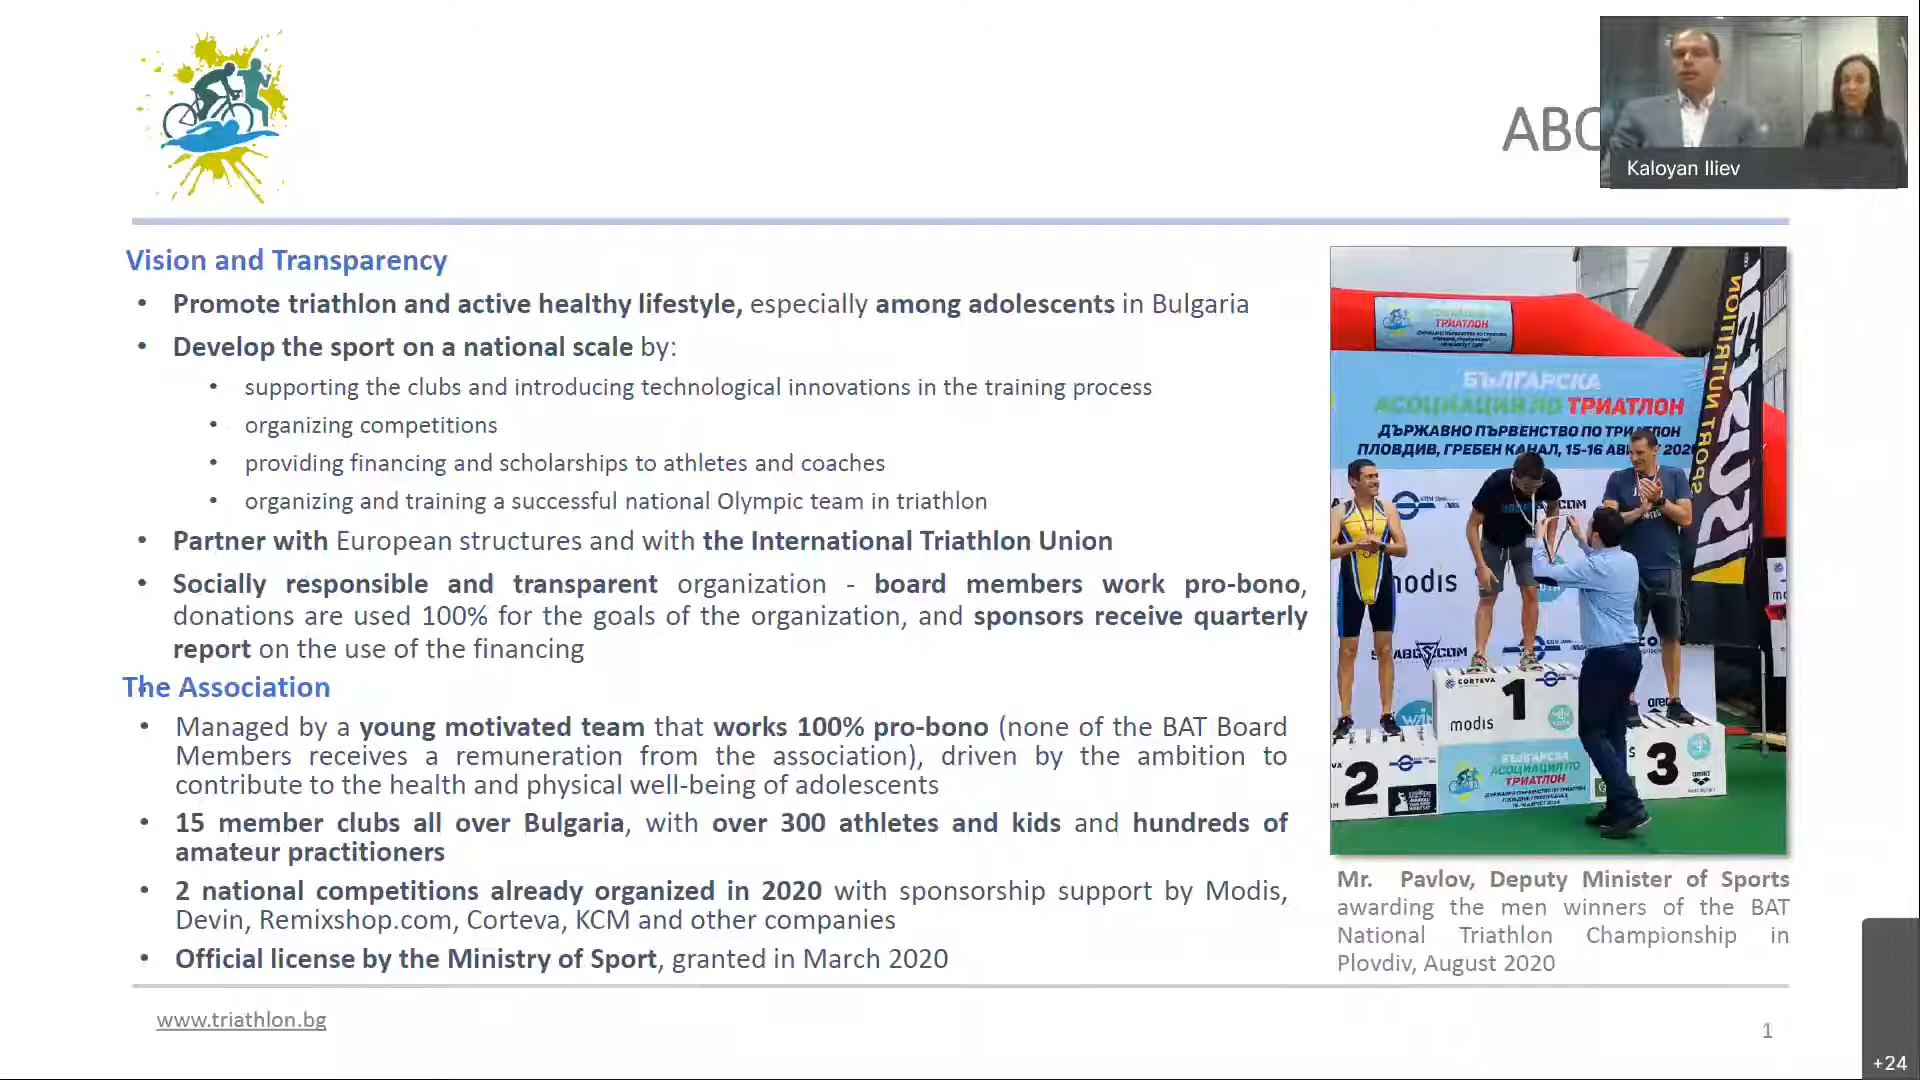 ABO
Kaloyan Iliev
Vision and Transparency
• Promote triathlon and active healthy lifestyle, especially among adolescents in Bulgaria
• Develop the sport on a national scale by:
• supporting the clubs and introducing technological innovations in the training process
• organizing competitions
• providing financing and scholarships to athletes and coaches
• organizing and training a successful national Olympic team in triathlon
• Partner with European structures and with the International Triathlon Union
• Socially responsible and transparent organization - board members work pro-bono,
donations are used 100% for the goals of the organization, and sponsors receive quarterly
report on the use of the financing
The Association
• Managed by a young motivated team that works 100% pro-bono (none of the BAT Board
Members receives a remuneration from the association), driven by the ambition to
contribute to the health and physical well-being of adolescents
• 15 member clubs all over Bulgaria, with over 300 athletes and kids and hundreds of
amateur practitioners
• 2 national competitions already organized in 2020 with sponsorship support by Modis,
Devin, Remixshop.com, Corteva, KCM and other companies
• Official license by the Ministry of Sport, granted in March 2020
ТРИАТЛОН
БЪЛГАРСКА
АСОЦИАЦИЯ ПО ТРИАТЛОН
ДЪРЖАВНО ПЪРВЕНСТВО ПО ТРИАТЛОН
ПЛОВДИВ, ГРЕБЕН КАНАЛ, 15-16
SPORTS NUTRITION
modis
CORTEVA
1
modis
2
3
arena
БЪЛГАРСКА
АСОЦИАЦИЯ ПО
ТРИАТЛОН
Mr. Pavlov, Deputy Minister of Sports
awarding the men winners of the BAT
National Triathlon Championship in
Plovdiv, August 2020
www.triathlon.bg
1
+24